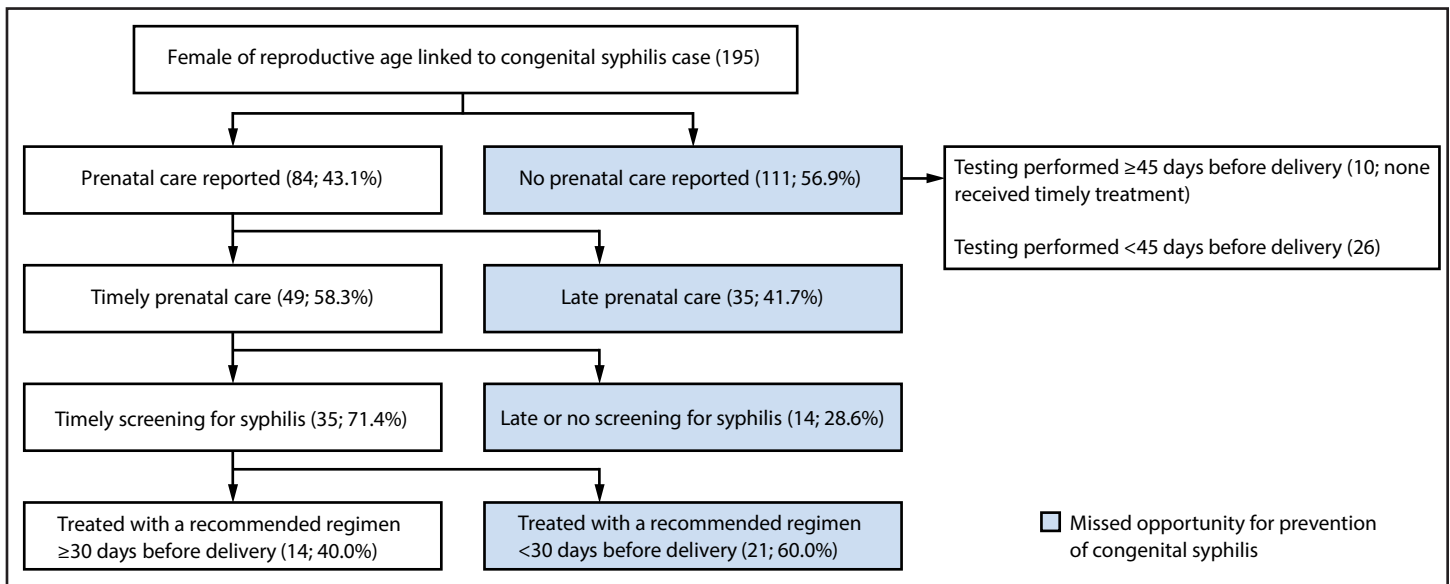 Female of reproductive age linked to congenital syphilis case (195)
Prenatal care reported (84; 43.1%)
No prenatal care reported (111; 56.9%)
Testing performed ≥45 days before delivery (10; none
received timely treatment)
Testing performed <45 days before delivery (26)
Timely prenatal care (49; 58.3%)
Late prenatal care (35; 41.7%)
Timely screening for syphilis (35; 71.4%)
Late or no screening for syphilis (14; 28.6%)
Treated with a recommended regimen
≥30 days before delivery (14; 40.0%)
Treated with a recommended regimen
<30 days before delivery (21; 60.0%)
Missed opportunity for prevention
of congenital syphilis